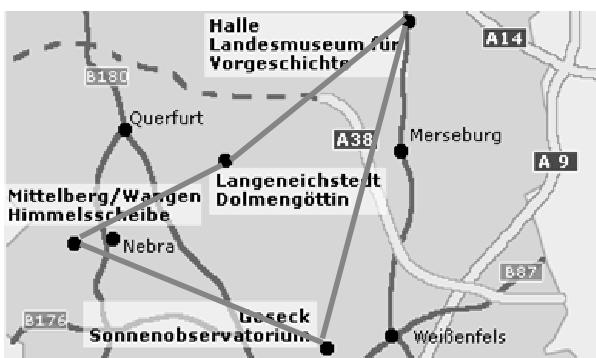 Halle
Landesmuseum für
Vorgeschichte
A14
B180
Querfurt
A38
Merseburg
A 9
Langeneichstedt
Dolmengöttin
Mittelberg/Wangen
Himmelsscheibe
Nebra
B87
B176
Goseck
Sonnenobservatorium
Weißenfels